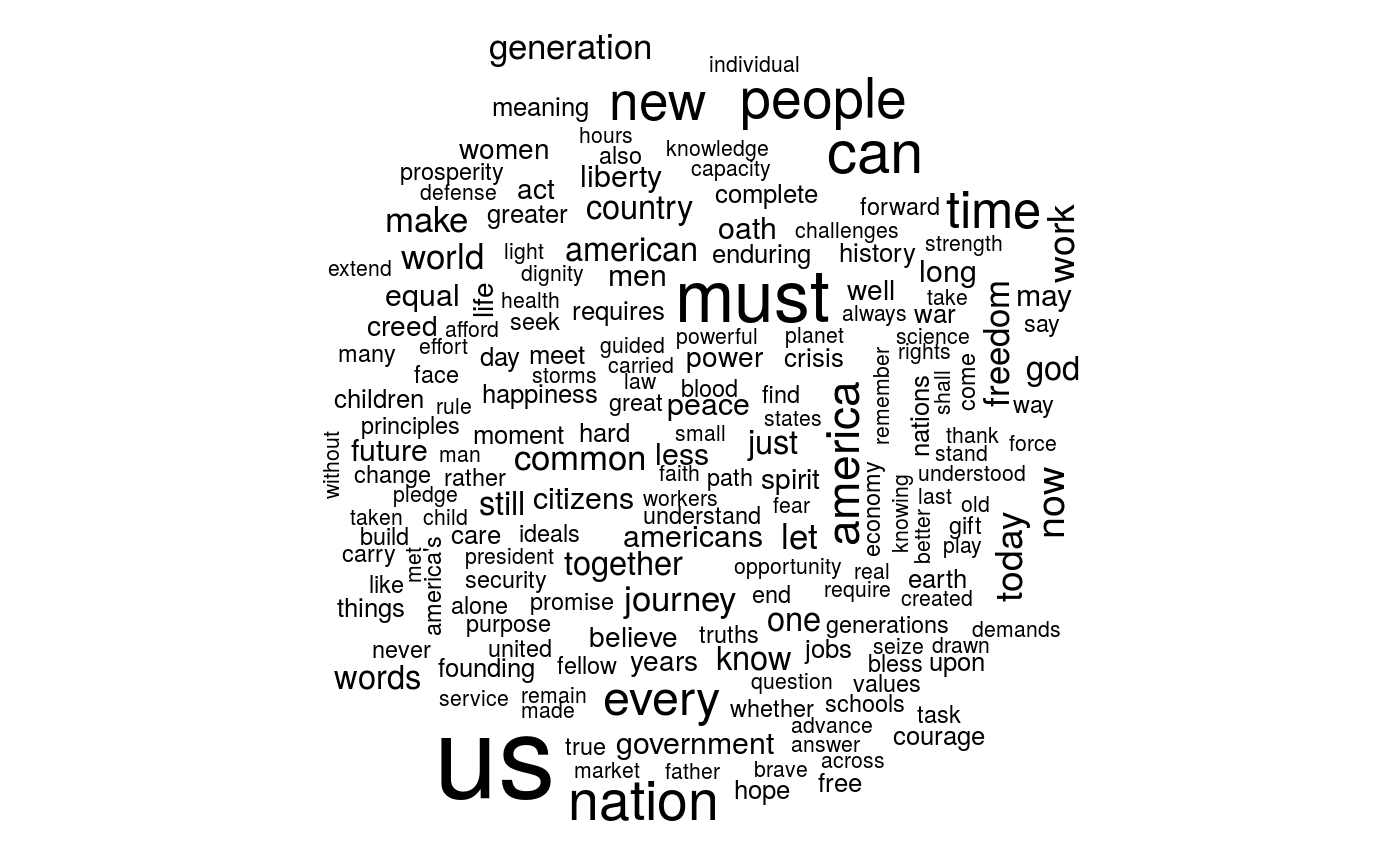 generation
individual
meaning new people
hours
women also knowledge can
prosperity liberty capacity
defense act complete
make greater country forward time
oath challenges work
world light american enduring history strength
extend dignity men long
equal life health requires must well take freedom may
creed afford seek always war say
many effort day meet guided powerful planet science
face storms carried power crisis rights god
children rule happiness law blood find remember nations shall come way
great peace
principles moment hard small states america thank force
without future man common less just stand
change rather faith path spirit understood
pledge still citizens workers fear economy knowing last old now
taken child understand better gift
build care ideals americans let play today
carry met america's president together opportunity real earth
like security require created
things alone promise journey end
purpose one generations demands
never united believe truths jobs seize drawn
words founding fellow years know bless upon
question values
service remain every whether schools task
made advance
us true government answer courage
market father brave across
nation hope free